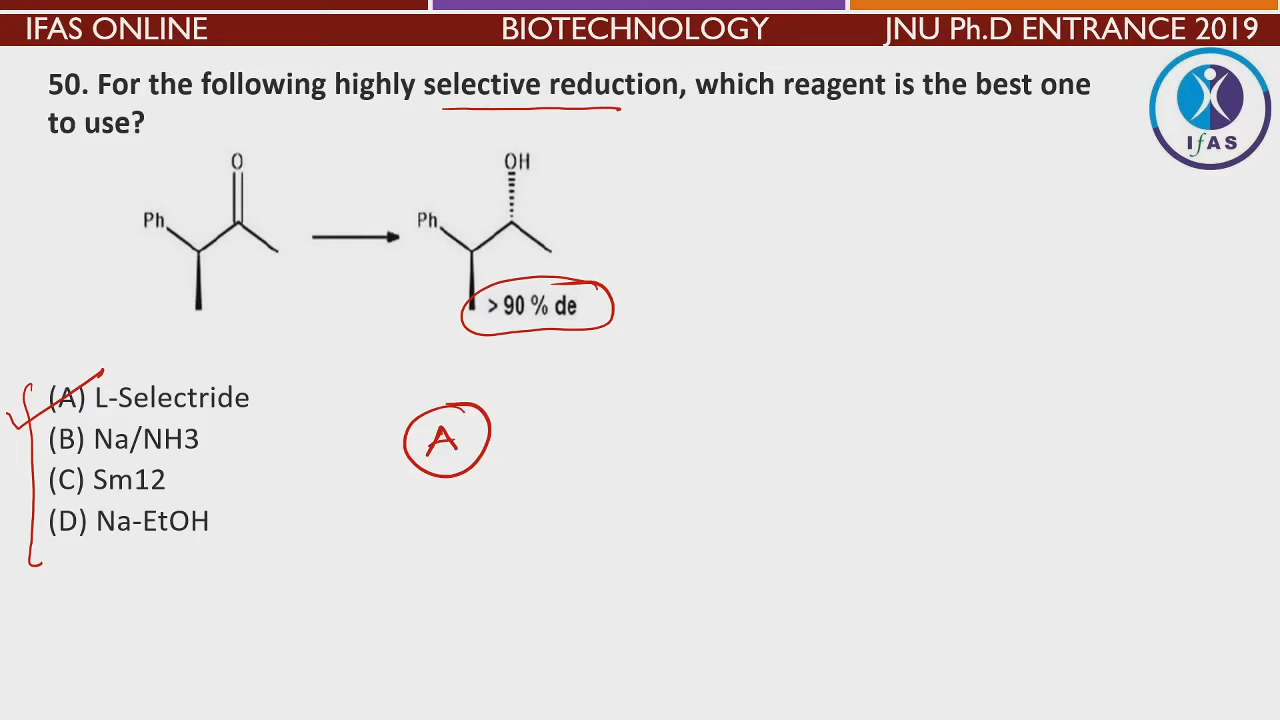 IFAS ONLINE BIOTECHNOLOGY JNU Ph.D ENTRANCE 2019
50. For the following highly selective reduction, which reagent is the best one
to use?
IfAS
O
OH
Ph
Ph
> 90 % de
(A) L-Selectride
(B) Na/NH3
(C) Sm12
(D) Na-EtOH
A